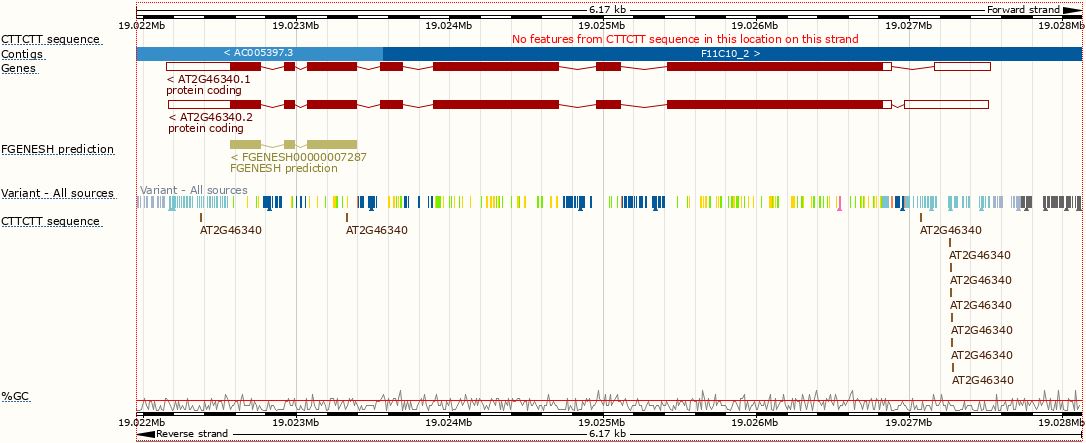 6.17 kb Forward strand
19.022Mb 19.023Mb 19.024Mb 19.025Mb 19.026Mb 19.027Mb 19.028Mb
CTTCTT sequence No features from CTTCTT sequence in this location on this strand
Contigs < AC005397.3 F11C10_2 >
Genes
< AT2G46340.1
protein coding
< AT2G46340.2
protein coding
FGENESH prediction
< FGENESH00000007287
FGENESH prediction
Variant - All sources Variant - All sources
CTTCTT sequence
AT2G46340 AT2G46340 AT2G46340
AT2G46340
AT2G46340
AT2G46340
AT2G46340
AT2G46340
AT2G46340
%GC
19.022Mb 19.023Mb 19.024Mb 19.025Mb 19.026Mb 19.027Mb 19.028Mb
Reverse strand 6.17 kb